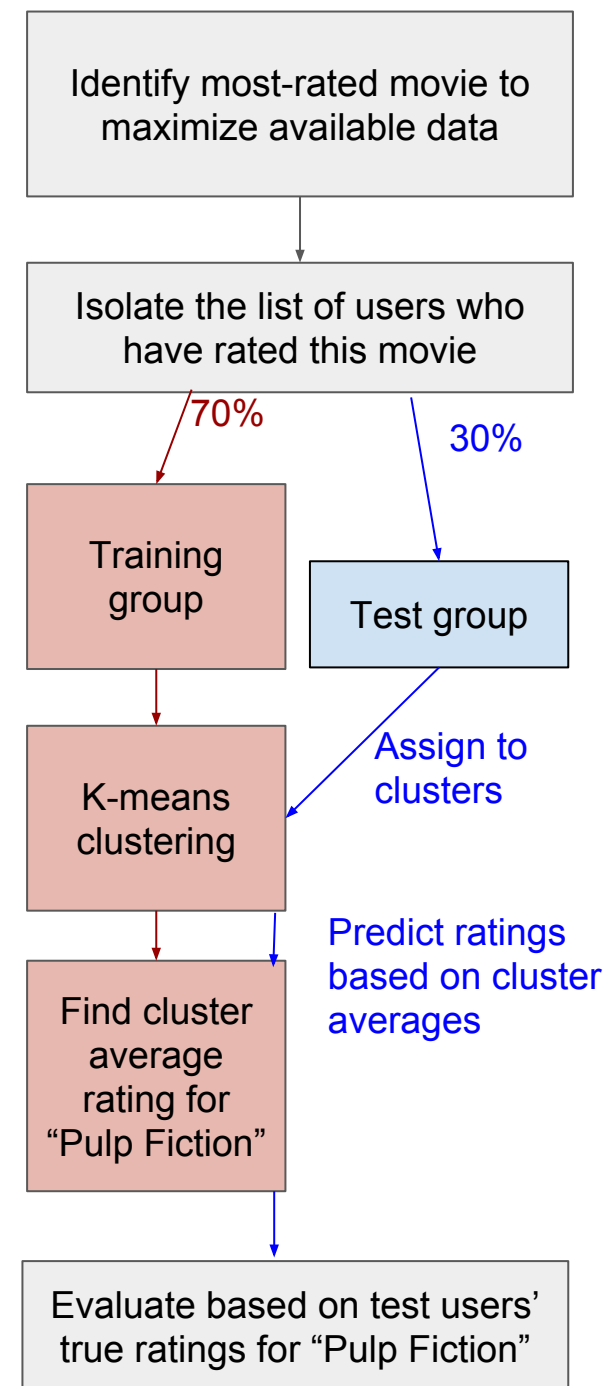 Identify most-rated movie to
maximize available data
Isolate the list of users who
have rated this movie
70%
30%
Training
group
Test group
Assign to
clusters
K-means
clustering
Predict ratings
based on cluster
averages
Find cluster
average
rating for
“Pulp Fiction”
Evaluate based on test users’
true ratings for “Pulp Fiction”